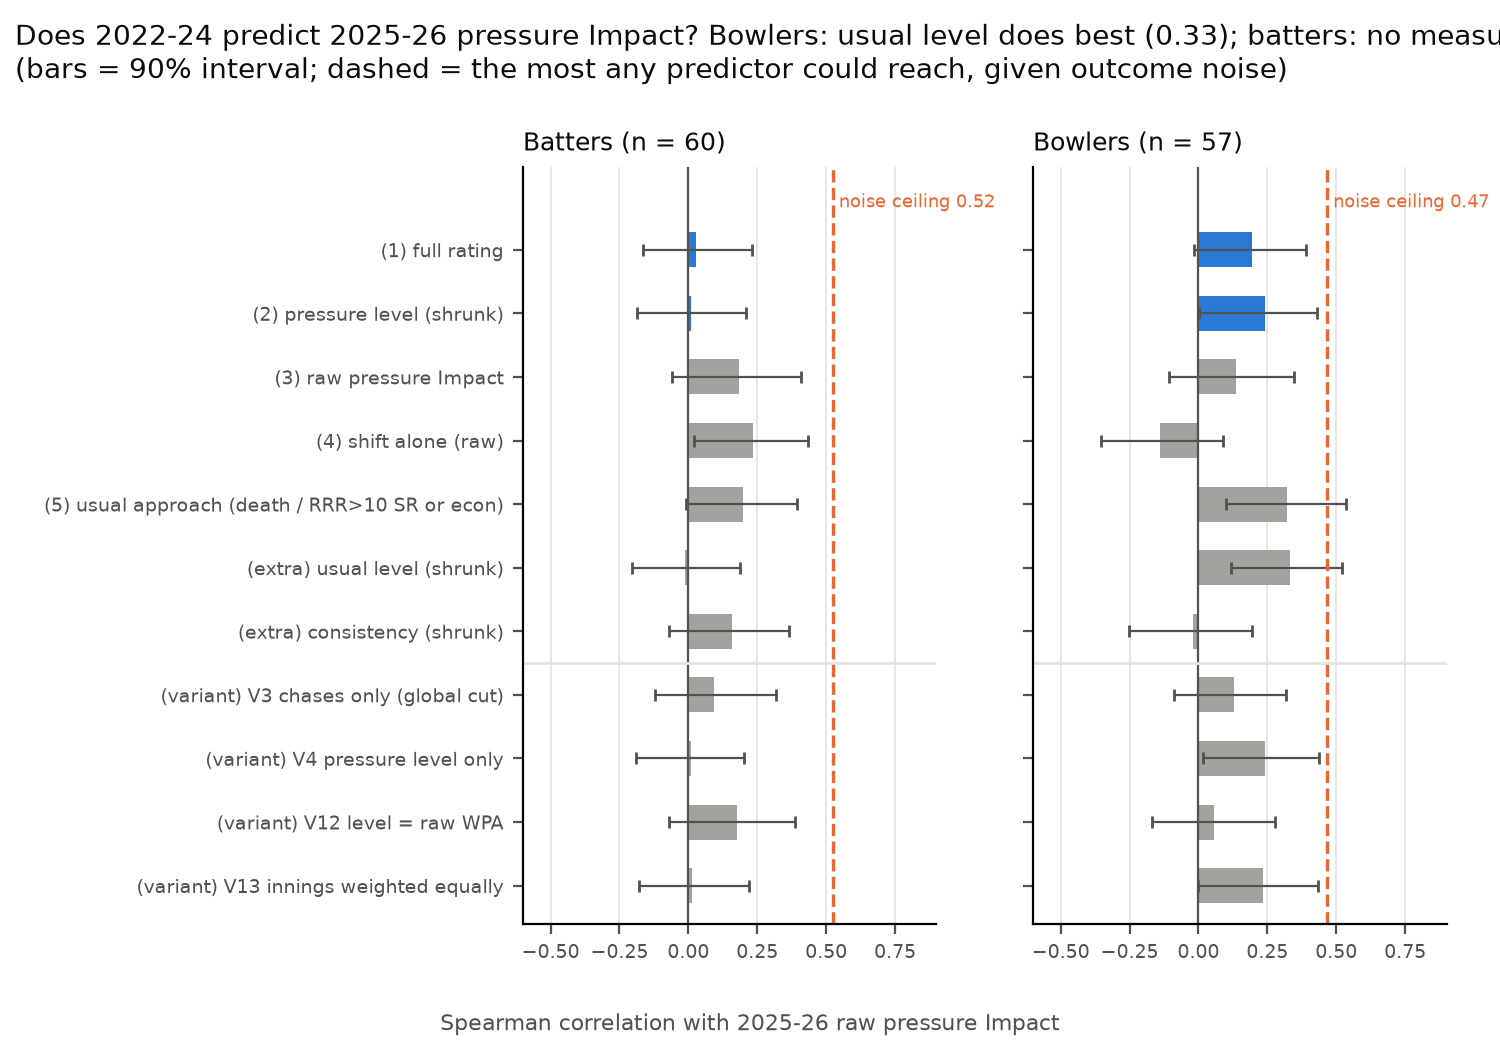 Does 2022-24 predict 2025-26 pressure Impact? Bowlers: usual level does best (0.33); batters: no measu
(bars = 90% interval; dashed = the most any predictor could reach, given outcome noise)
Batters (n = 60)
Bowlers (n = 57)
noise ceiling 0.52
noise ceiling 0.47
(1) full rating
(2) pressure level (shrunk)
(3) raw pressure Impact
(4) shift alone (raw)
(5) usual approach (death / RRR>10 SR or econ)
(extra) usual level (shrunk)
(extra) consistency (shrunk)
(variant) V3 chases only (global cut)
(variant) V4 pressure level only
(variant) V12 level = raw WPA
(variant) V13 innings weighted equally
−0.50 −0.25 0.00 0.25 0.50 0.75
−0.50 −0.25 0.00 0.25 0.50 0.75
Spearman correlation with 2025-26 raw pressure Impact